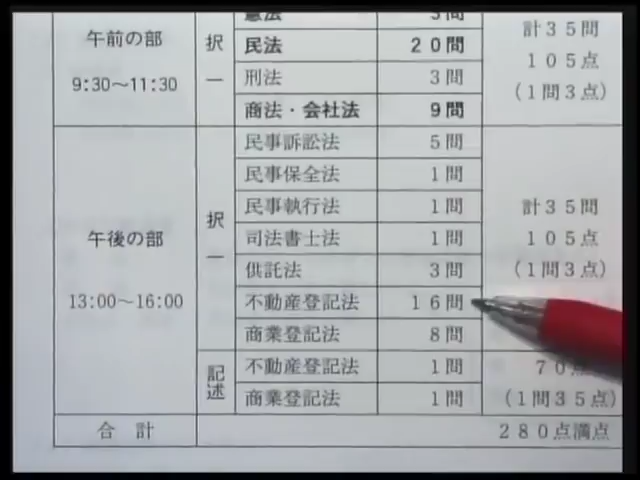 憲法 3問
午前の部
9:30～11:30
択一
民法 20問
刑法 3問
商法・会社法 9問
計35問
105点
(1問3点)
午後の部
13:00～16:00
択一
民事訴訟法 5問
民事保全法 1問
民事執行法 1問
司法書士法 1問
供託法 3問
不動産登記法 16問
商業登記法 8問
計35問
105点
(1問3点)
記述
不動産登記法 1問
商業登記法 1問
70点
(1問35点)
合計 280点満点